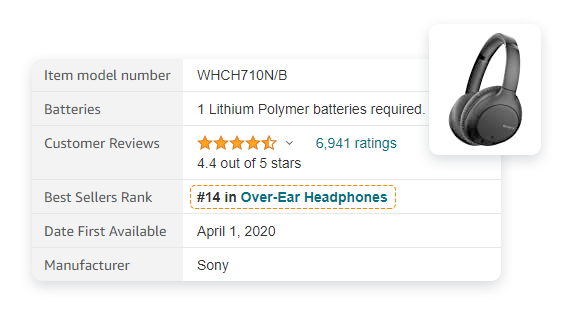 Item model number WHCH710N/B
Batteries 1 Lithium Polymer batteries required.
Customer Reviews 6,941 ratings
4.4 out of 5 stars
Best Sellers Rank #14 in Over-Ear Headphones
Date First Available April 1, 2020
Manufacturer Sony